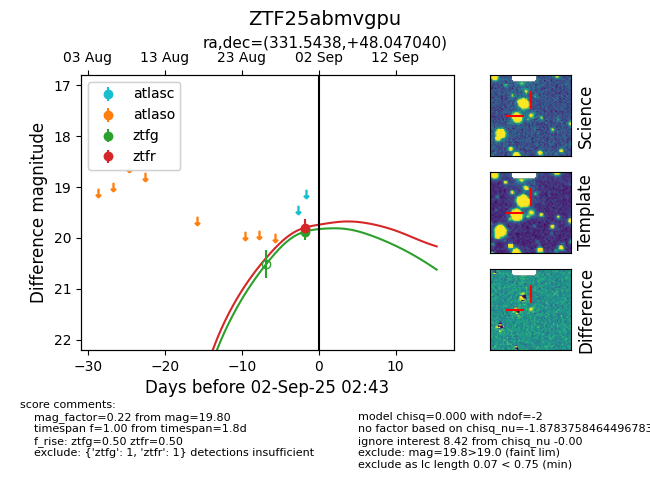 ZTF25abmvgpu
ra,dec=(331.5438,+48.047040)
03 Aug 13 Aug 23 Aug 02 Sep 12 Sep
17
18
19
20
21
22
Difference magnitude
atlasc
atlaso
ztfg
ztfr
−30 −20 −10 0 10
Days before 02-Sep-25 02:43
Science
Template
Difference
score comments:
mag_factor=0.22 from mag=19.80
timespan f=1.00 from timespan=1.8d
f_rise: ztfg=0.50 ztfr=0.50
exclude: {'ztfg': 1, 'ztfr': 1} detections insufficient
model chisq=0.000 with ndof=-2
no factor based on chisq_nu=-1.8783758464496783
ignore interest 8.42 from chisq_nu -0.00
exclude: mag=19.8>19.0 (faint lim)
exclude as lc length 0.07 < 0.75 (min)